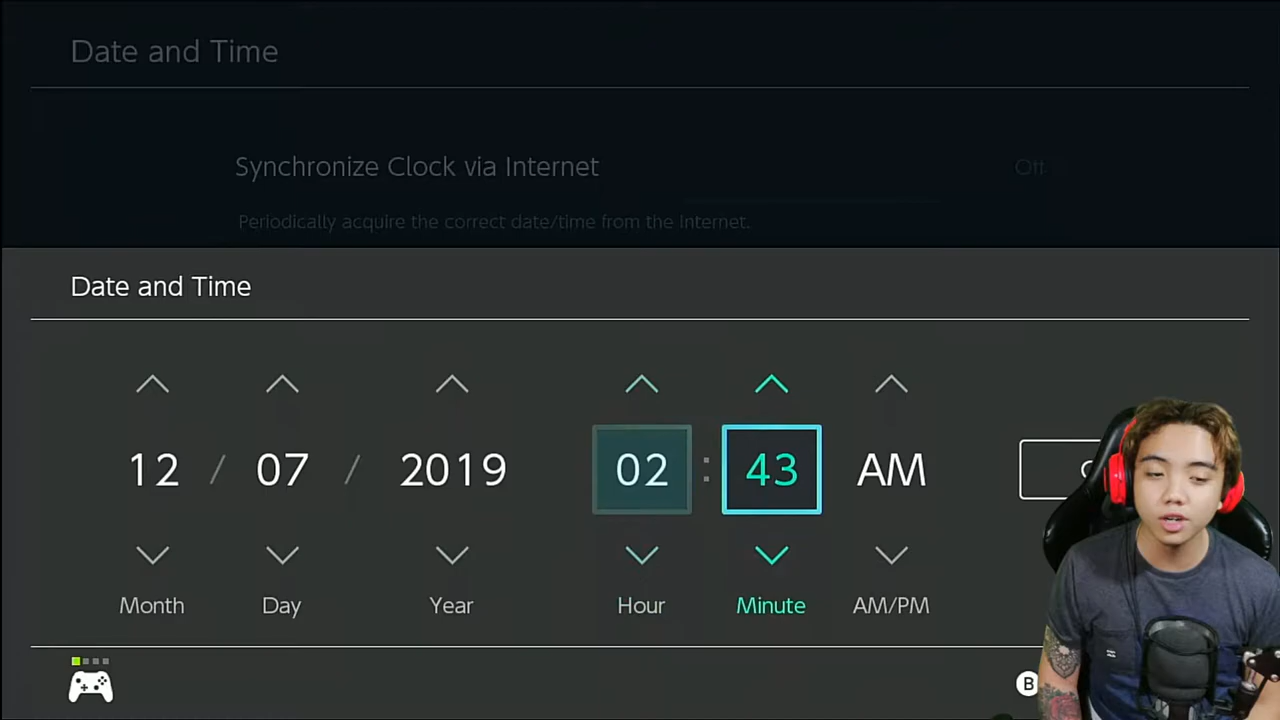 Date and Time
Synchronize Clock via Internet Off
Periodically acquire the correct date/time from the Internet.
Date and Time
12 / 07 / 2019 02 : 43 AM
Month Day Year Hour Minute AM/PM
B